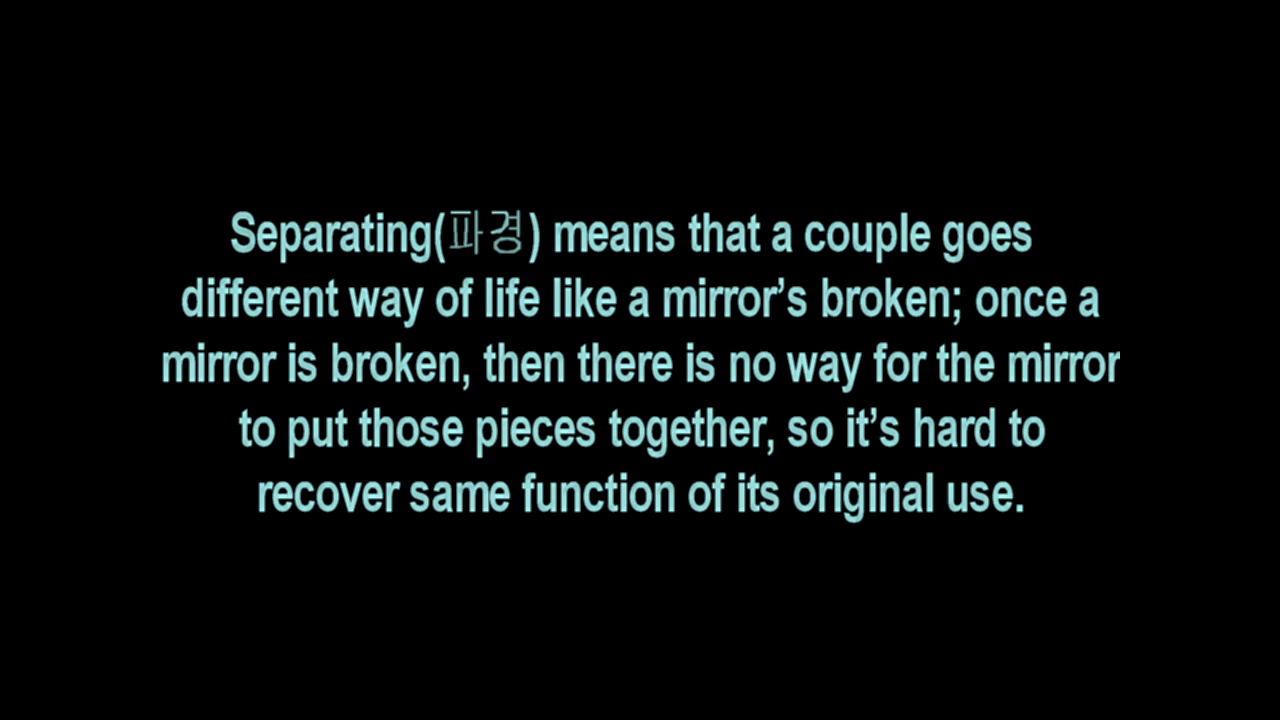 Separating(파경) means that a couple goes
different way of life like a mirror’s broken; once a
mirror is broken, then there is no way for the mirror
to put those pieces together, so it’s hard to
recover same function of its original use.